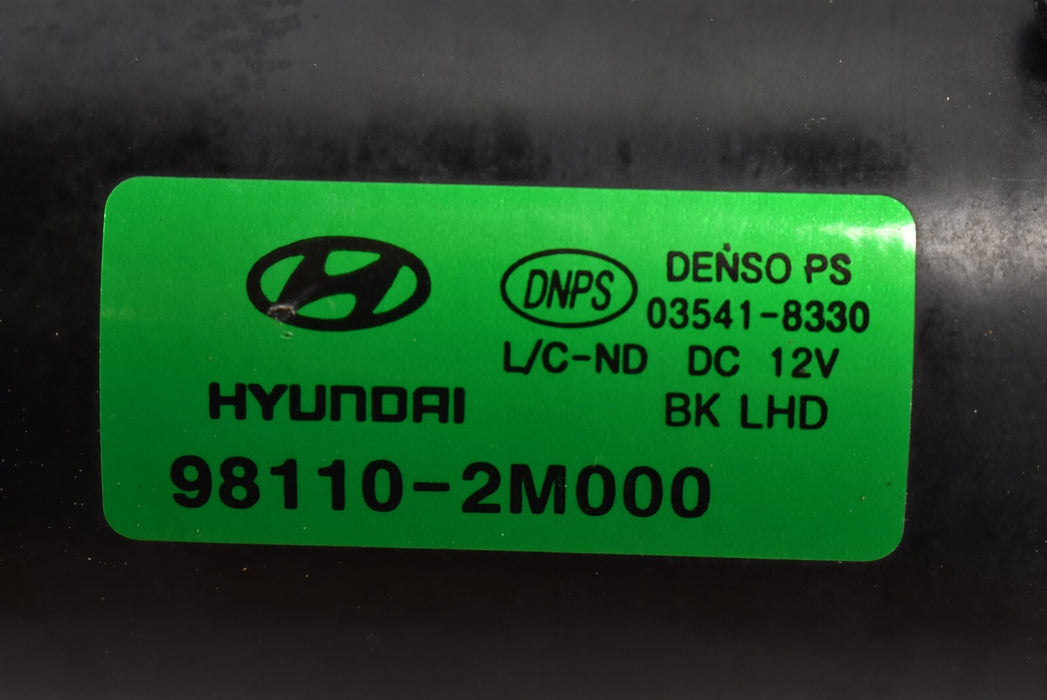 DNPS
DENSO PS
03541-8330
L/C-ND DC 12V
HYUNDAI
BK LHD
98110-2M000